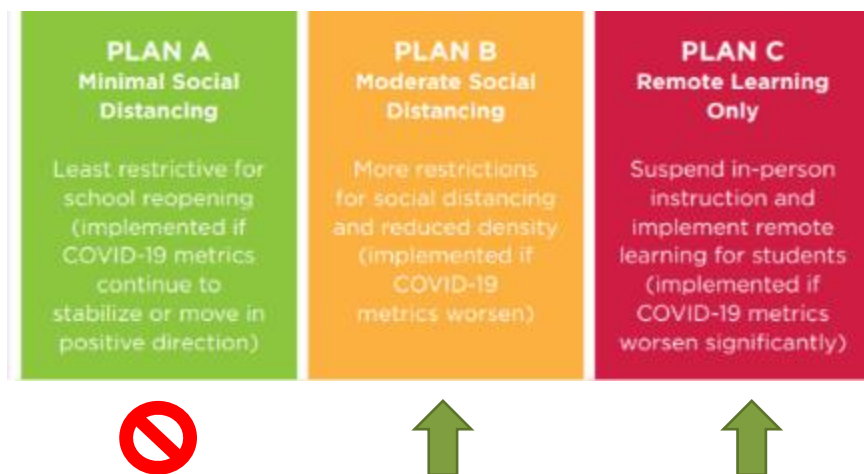 PLAN A
Minimal Social
Distancing
Least restrictive for
school reopening
(implemented if
COVID-19 metrics
continue to
stabilize or move in
positive direction)
PLAN B
Moderate Social
Distancing
More restrictions
for social distancing
and reduced density
(implemented if
COVID-19
metrics worsen)
PLAN C
Remote Learning
Only
Suspend in-person
instruction and
implement remote
learning for students
(implemented if
COVID-19 metrics
worsen significantly)